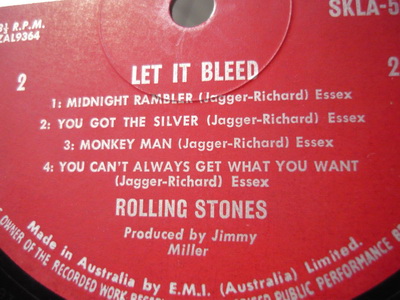 ⅓ R.P.M.
ZAL9364
SKLA-5
2
2
LET IT BLEED
1: MIDNIGHT RAMBLER (Jagger-Richard) Essex
2: YOU GOT THE SILVER (Jagger-Richard) Essex
3: MONKEY MAN (Jagger-Richard) Essex
4: YOU CAN'T ALWAYS GET WHAT YOU WANT
(Jagger-Richard) Essex
ROLLING STONES
Produced by Jimmy
Miller
Made in Australia by E.M.I. (Australia) Limited.
OWNER OF THE RECORDED WORK PUBLIC PERFORMANCE